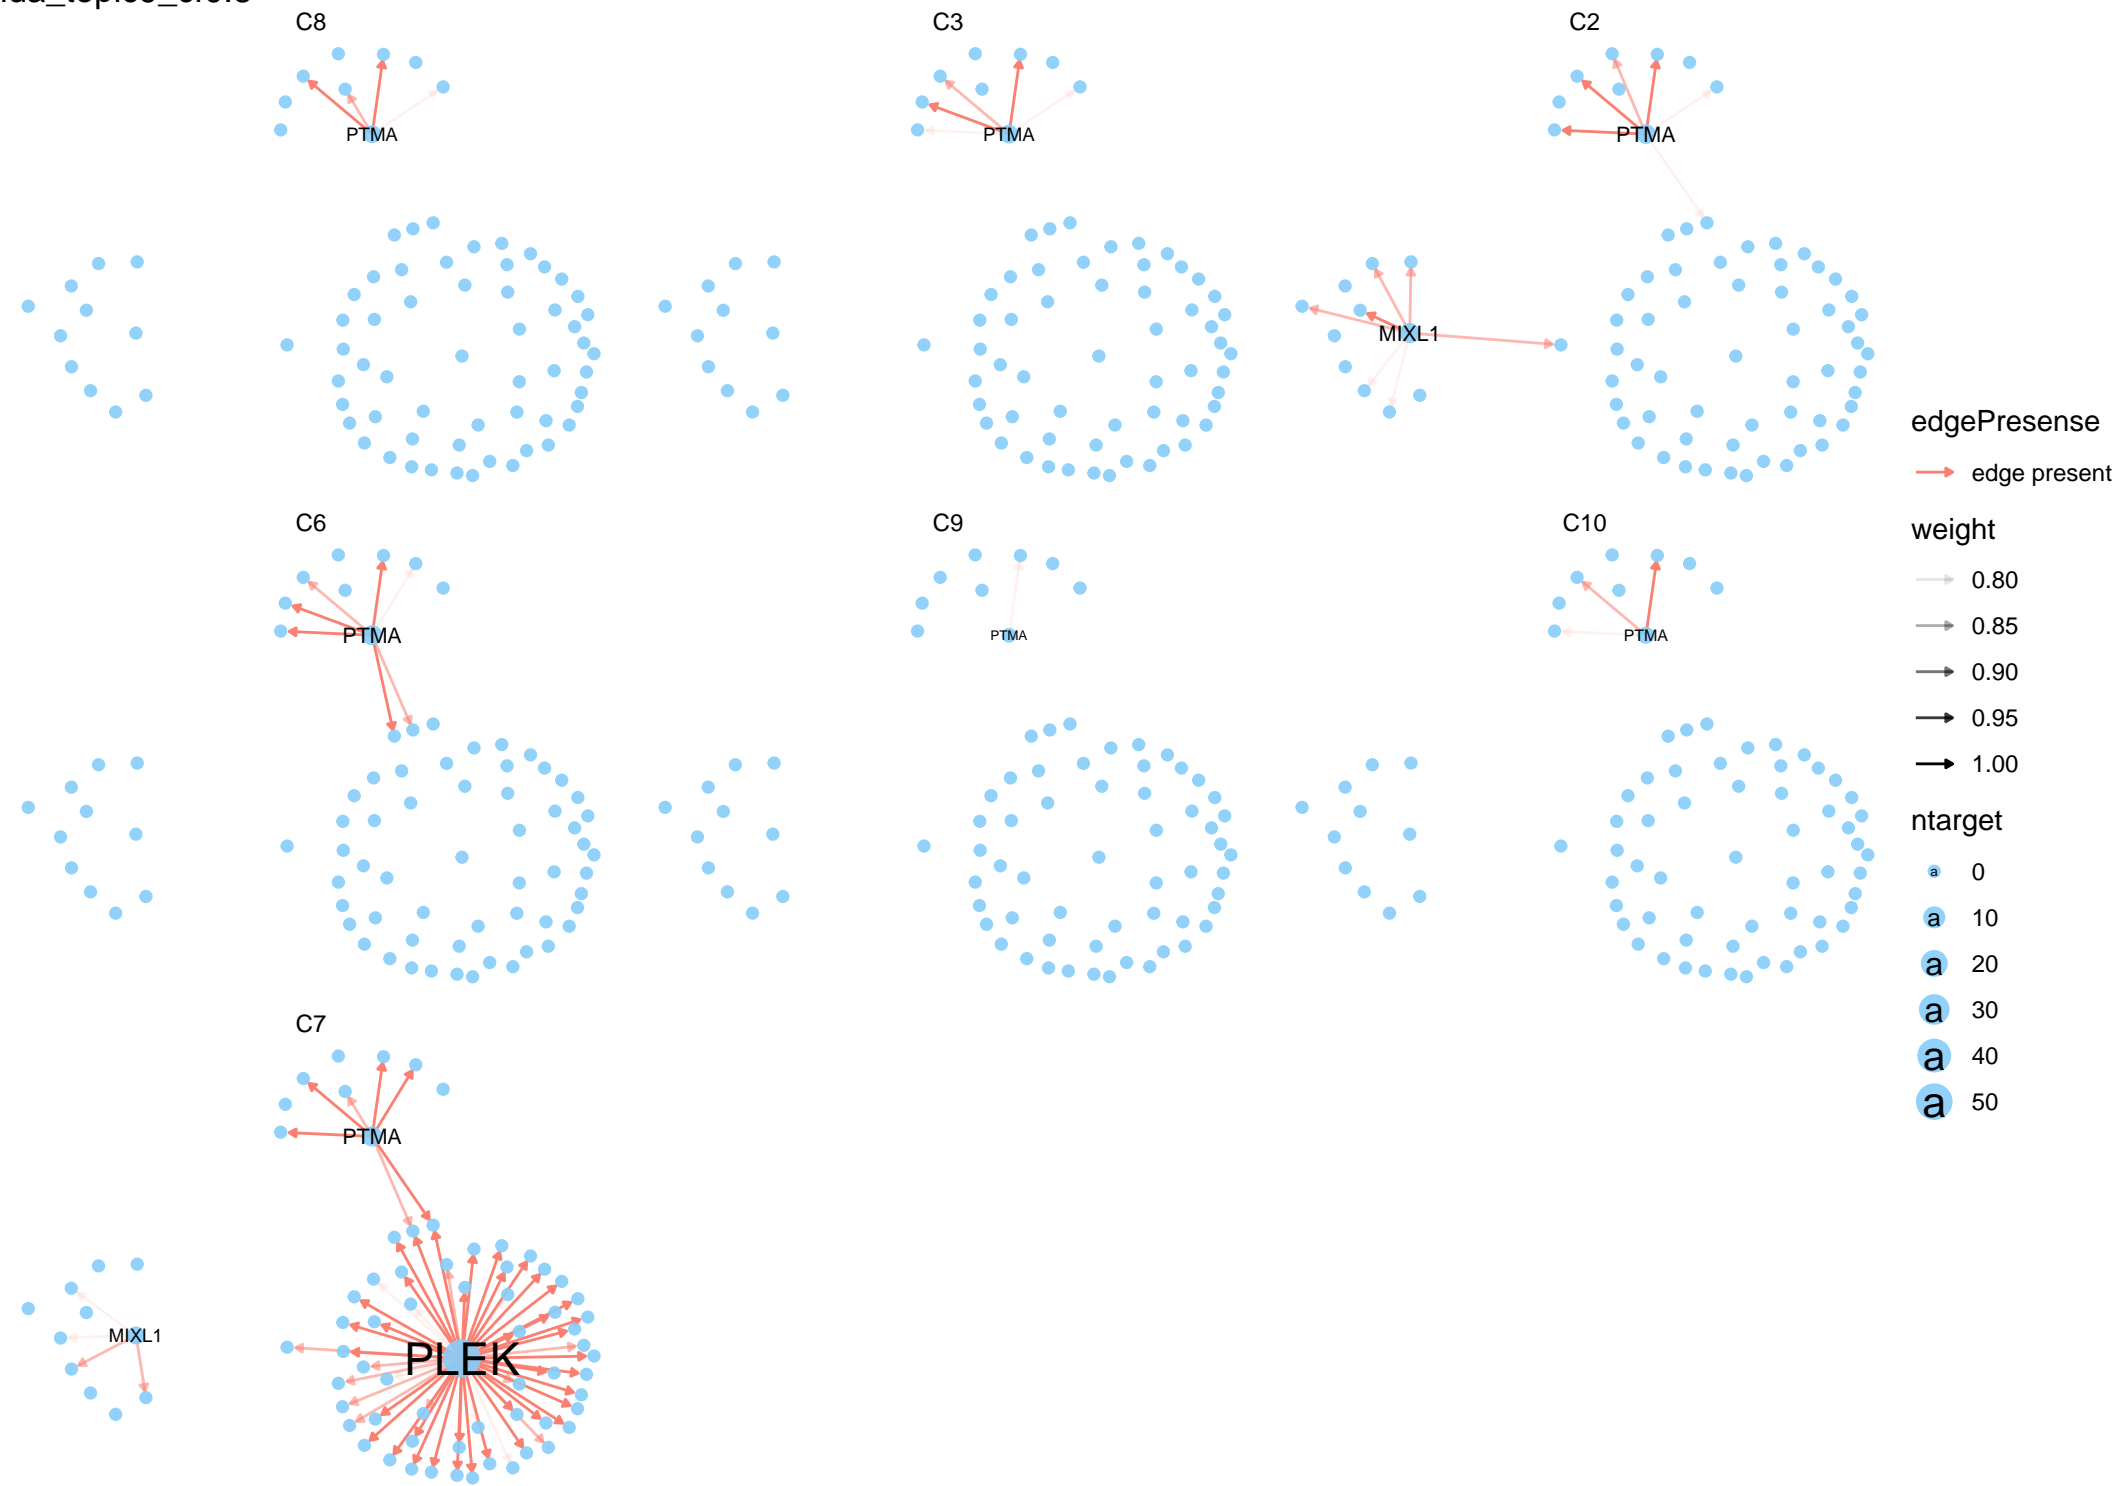 C8
C3
C2
PTMA
PTMA
PTMA
MIXL1
edgePresense
edge present
C6
C9
C10
weight
0.80
0.85
0.90
0.95
1.00
PTMA
PTMA
PTMA
ntarget
a 0
a 10
a 20
a 30
a 40
a 50
C7
PTMA
MIXL1
PLEK